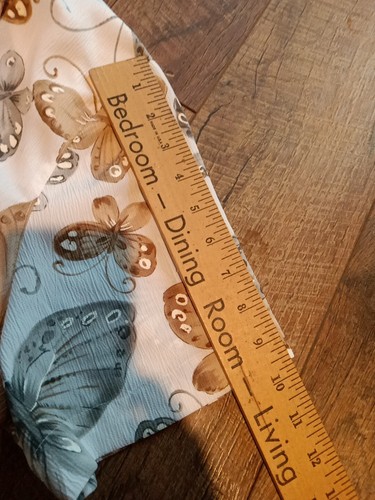 1 2 3 4 5 6 7 8 9 10 11 12
Bedroom — Dining Room — Living